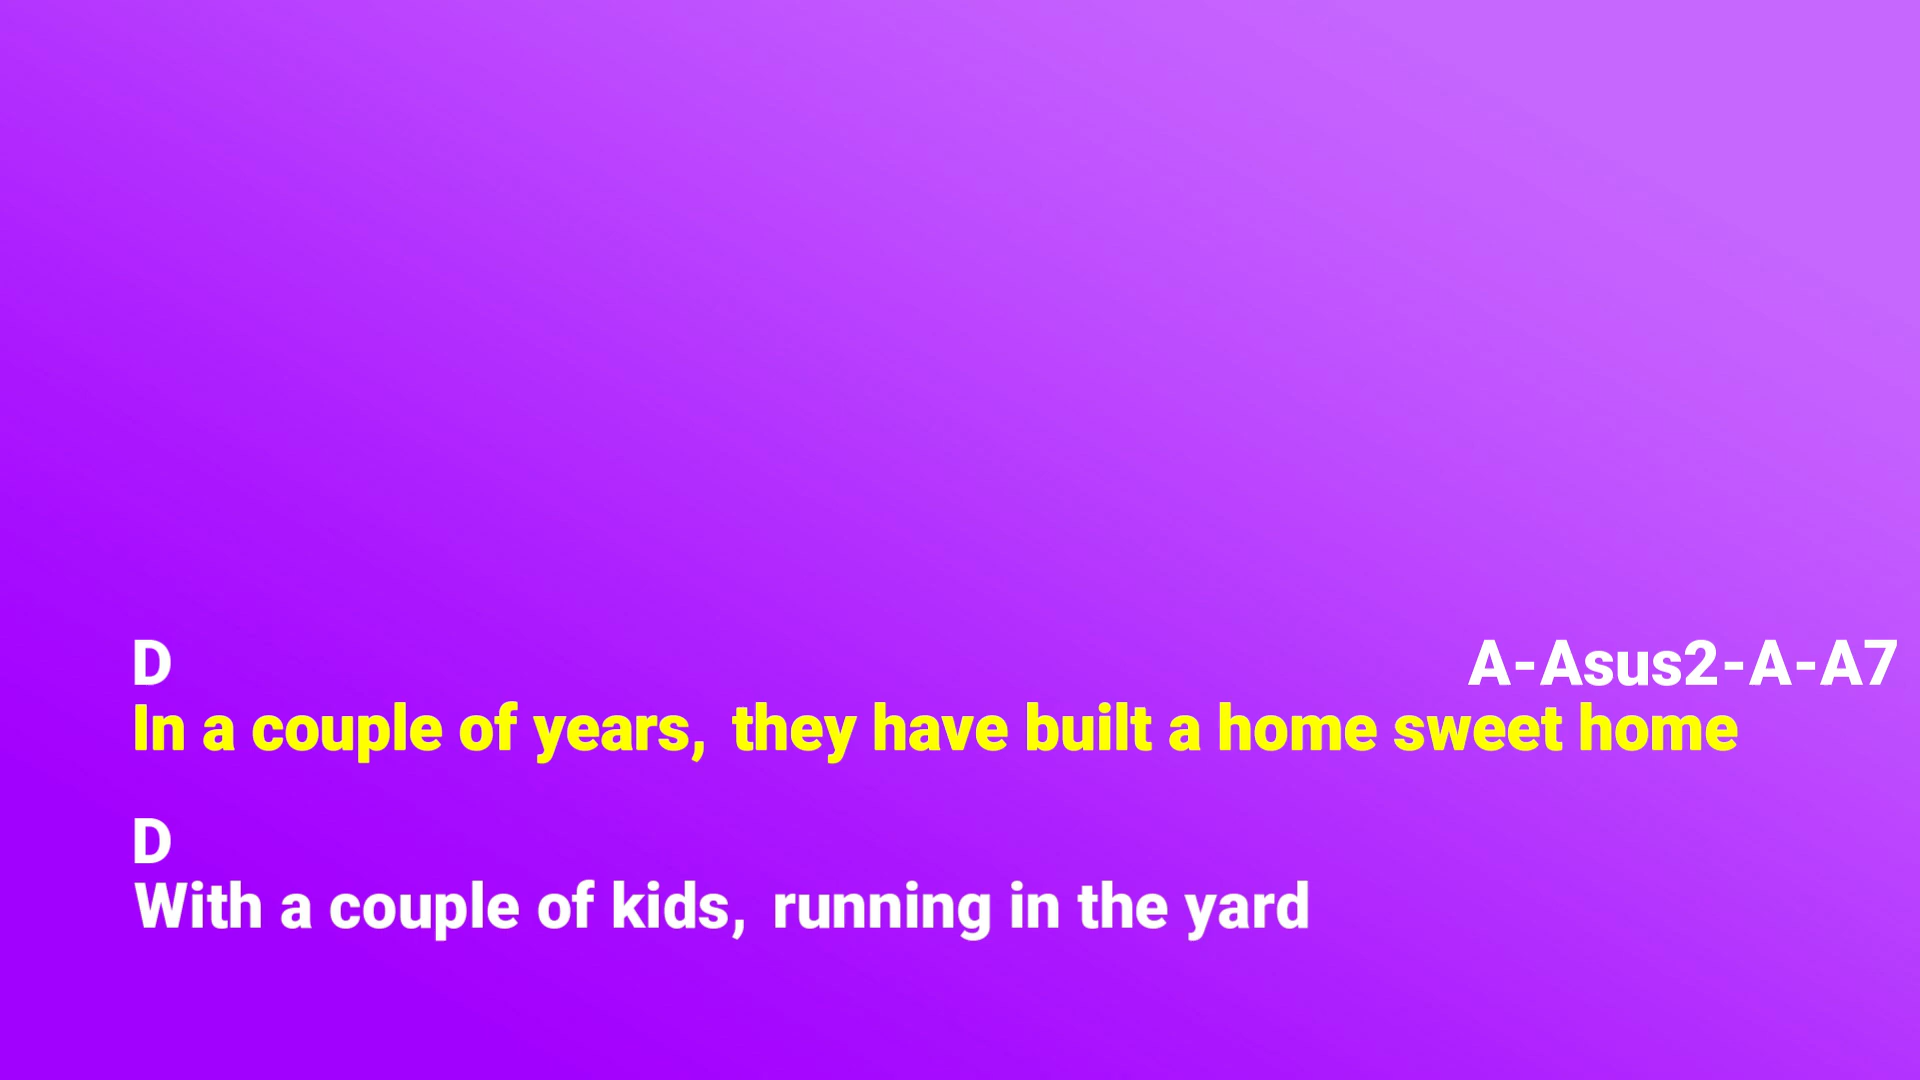 D A-Asus2-A-A7
In a couple of years, they have built a home sweet home
D
With a couple of kids, running in the yard